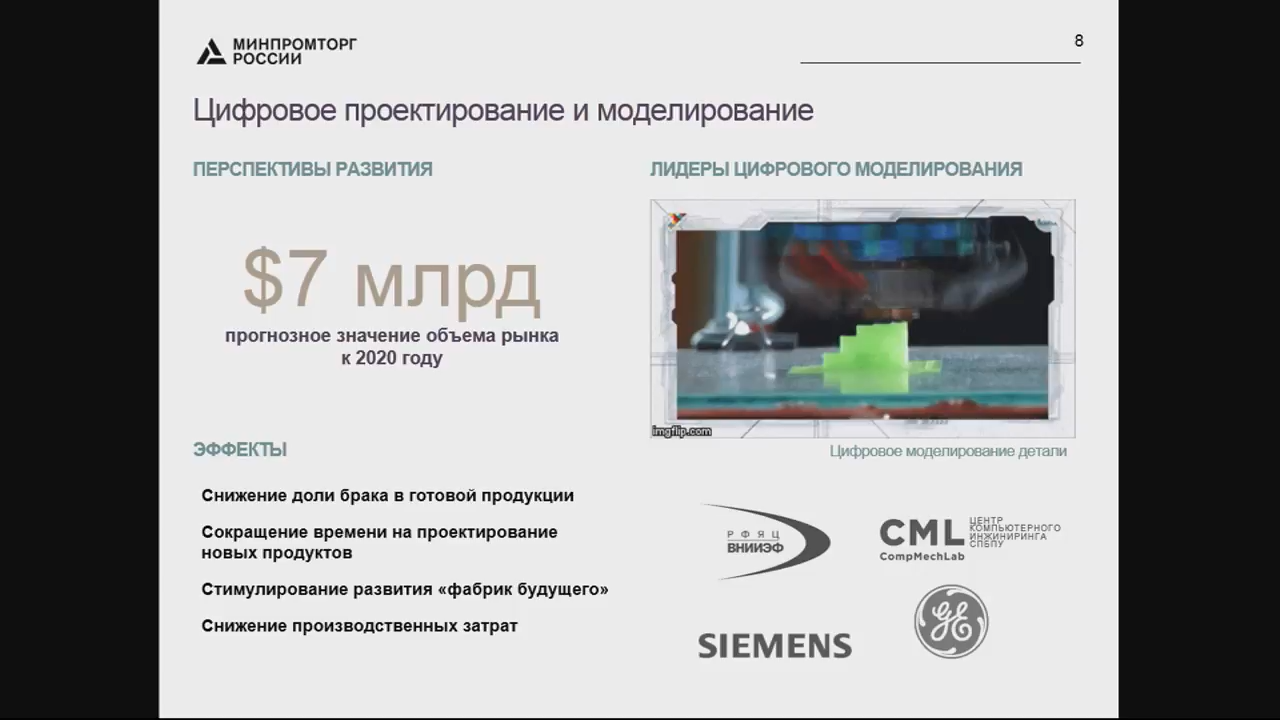 МИНПРОМТОРГ
РОССИИ
8
Цифровое проектирование и моделирование
ПЕРСПЕКТИВЫ РАЗВИТИЯ
$7 млрд
прогнозное значение объема рынка
к 2020 году
ЭФФЕКТЫ
Снижение доли брака в готовой продукции
Сокращение времени на проектирование
новых продуктов
Стимулирование развития «фабрик будущего»
Снижение производственных затрат
ЛИДЕРЫ ЦИФРОВОГО МОДЕЛИРОВАНИЯ
imgflip.com
Цифровое моделирование детали
РФЯЦ
ВНИИЭФ
CML
CompMechLab
ЦЕНТР
КОМПЬЮТЕРНОГО
ИНЖИНИРИНГА
СПБПУ
SIEMENS
GE